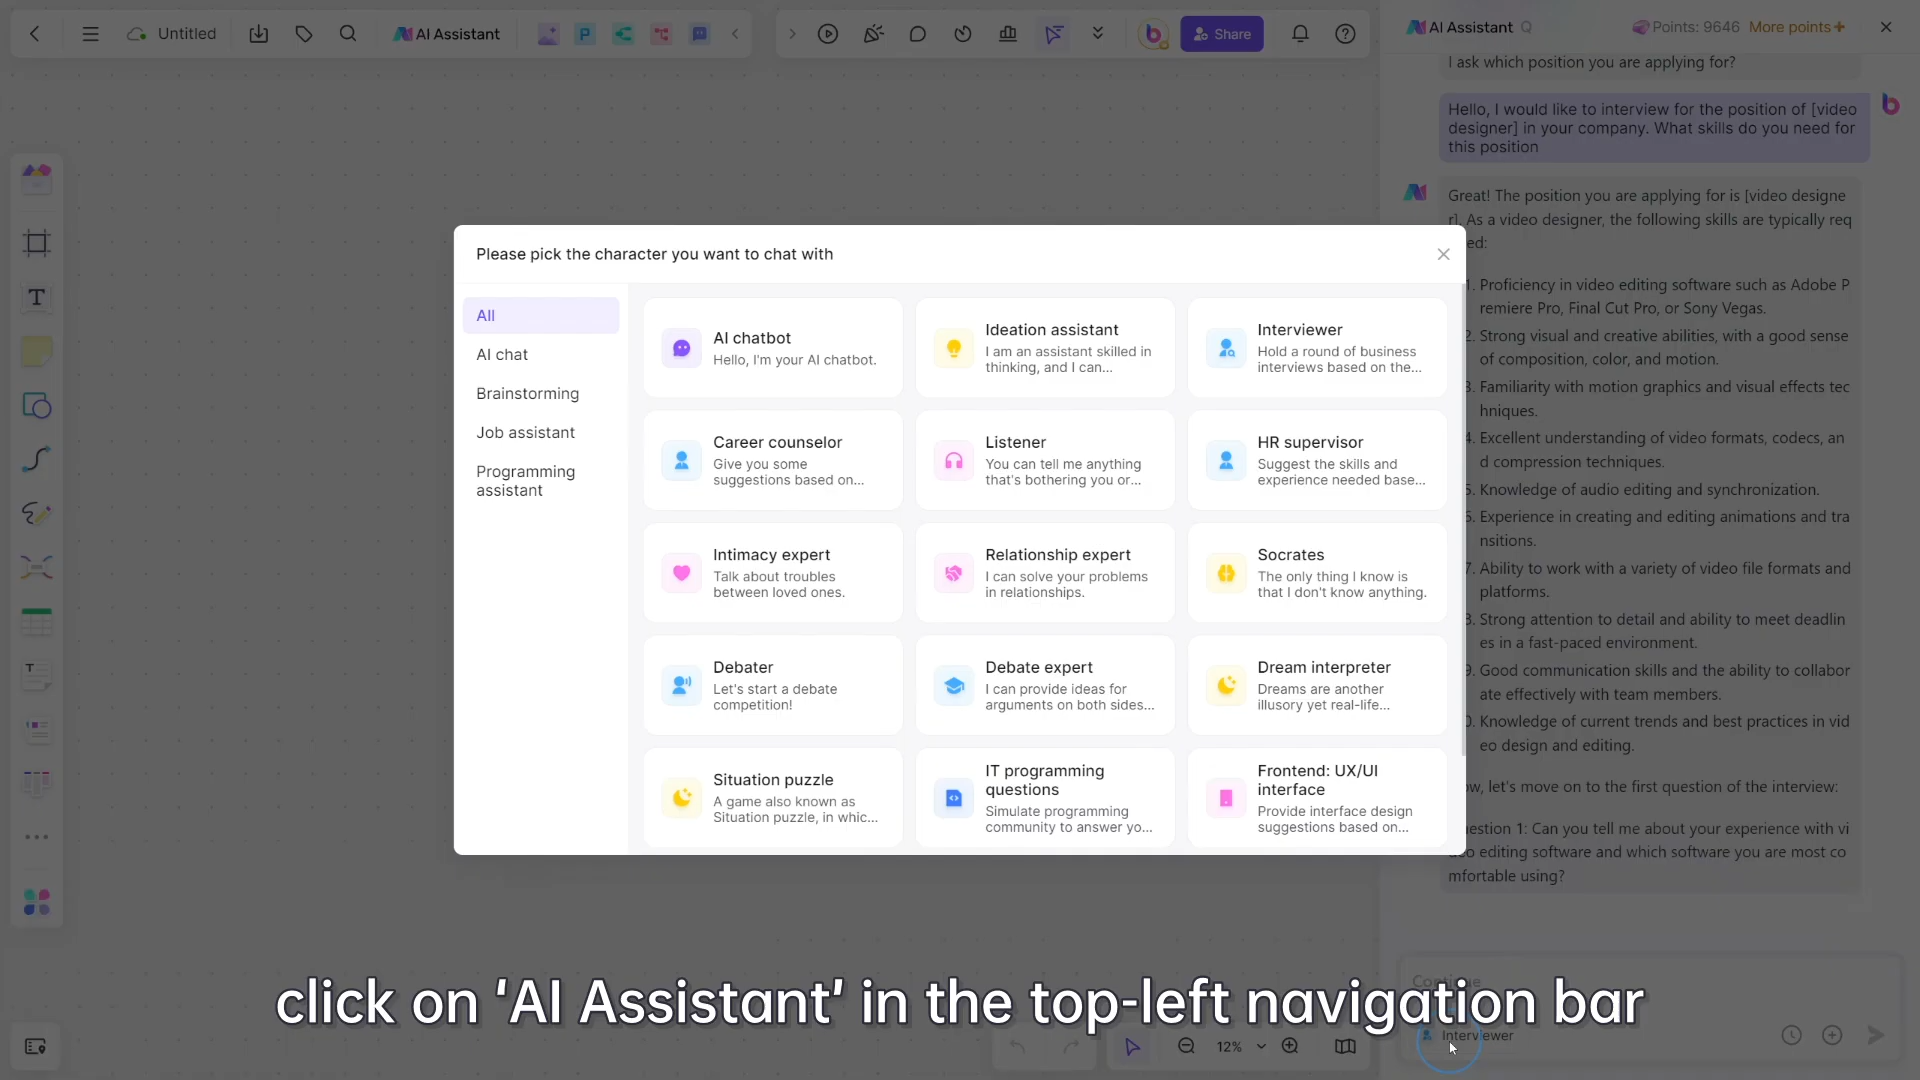 Untitled
AI Assistant
P
Share
AI Assistant
Points: 9646 More points+
I ask which position you are applying for?
Hello, I would like to interview for the position of [video
designer] in your company. What skills do you need for
this position
Great! The position you are applying for is [video designe
r]. As a video designer, the following skills are typically req
ed:
1. Proficiency in video editing software such as Adobe P
remiere Pro, Final Cut Pro, or Sony Vegas.
2. Strong visual and creative abilities, with a good sense
of composition, color, and motion.
3. Familiarity with motion graphics and visual effects tec
hniques.
4. Excellent understanding of video formats, codecs, an
d compression techniques.
5. Knowledge of audio editing and synchronization.
6. Experience in creating and editing animations and tra
nsitions.
7. Ability to work with a variety of video file formats and
platforms.
8. Strong attention to detail and ability to meet deadlin
es in a fast-paced environment.
9. Good communication skills and the ability to collabor
ate effectively with team members.
0. Knowledge of current trends and best practices in vid
eo design and editing.
ow, let's move on to the first question of the interview:
uestion 1: Can you tell me about your experience with vi
deo editing software and which software you are most co
mfortable using?
Please pick the character you want to chat with
All
AI chat
Brainstorming
Job assistant
Programming
assistant
AI chatbot
Hello, I'm your AI chatbot.
Ideation assistant
I am an assistant skilled in
thinking, and I can...
Interviewer
Hold a round of business
interviews based on the...
Career counselor
Give you some
suggestions based on...
Listener
You can tell me anything
that's bothering you or...
HR supervisor
Suggest the skills and
experience needed base...
Intimacy expert
Talk about troubles
between loved ones.
Relationship expert
I can solve your problems
in relationships.
Socrates
The only thing I know is
that I don't know anything.
Debater
Let's start a debate
competition!
Debate expert
I can provide ideas for
arguments on both sides...
Dream interpreter
Dreams are another
illusory yet real-life...
Situation puzzle
A game also known as
Situation puzzle, in whic...
IT programming
questions
Simulate programming
community to answer yo...
Frontend: UX/UI
interface
Provide interface design
suggestions based on...
Continue
click on 'AI Assistant' in the top-left navigation bar
Interviewer
12%